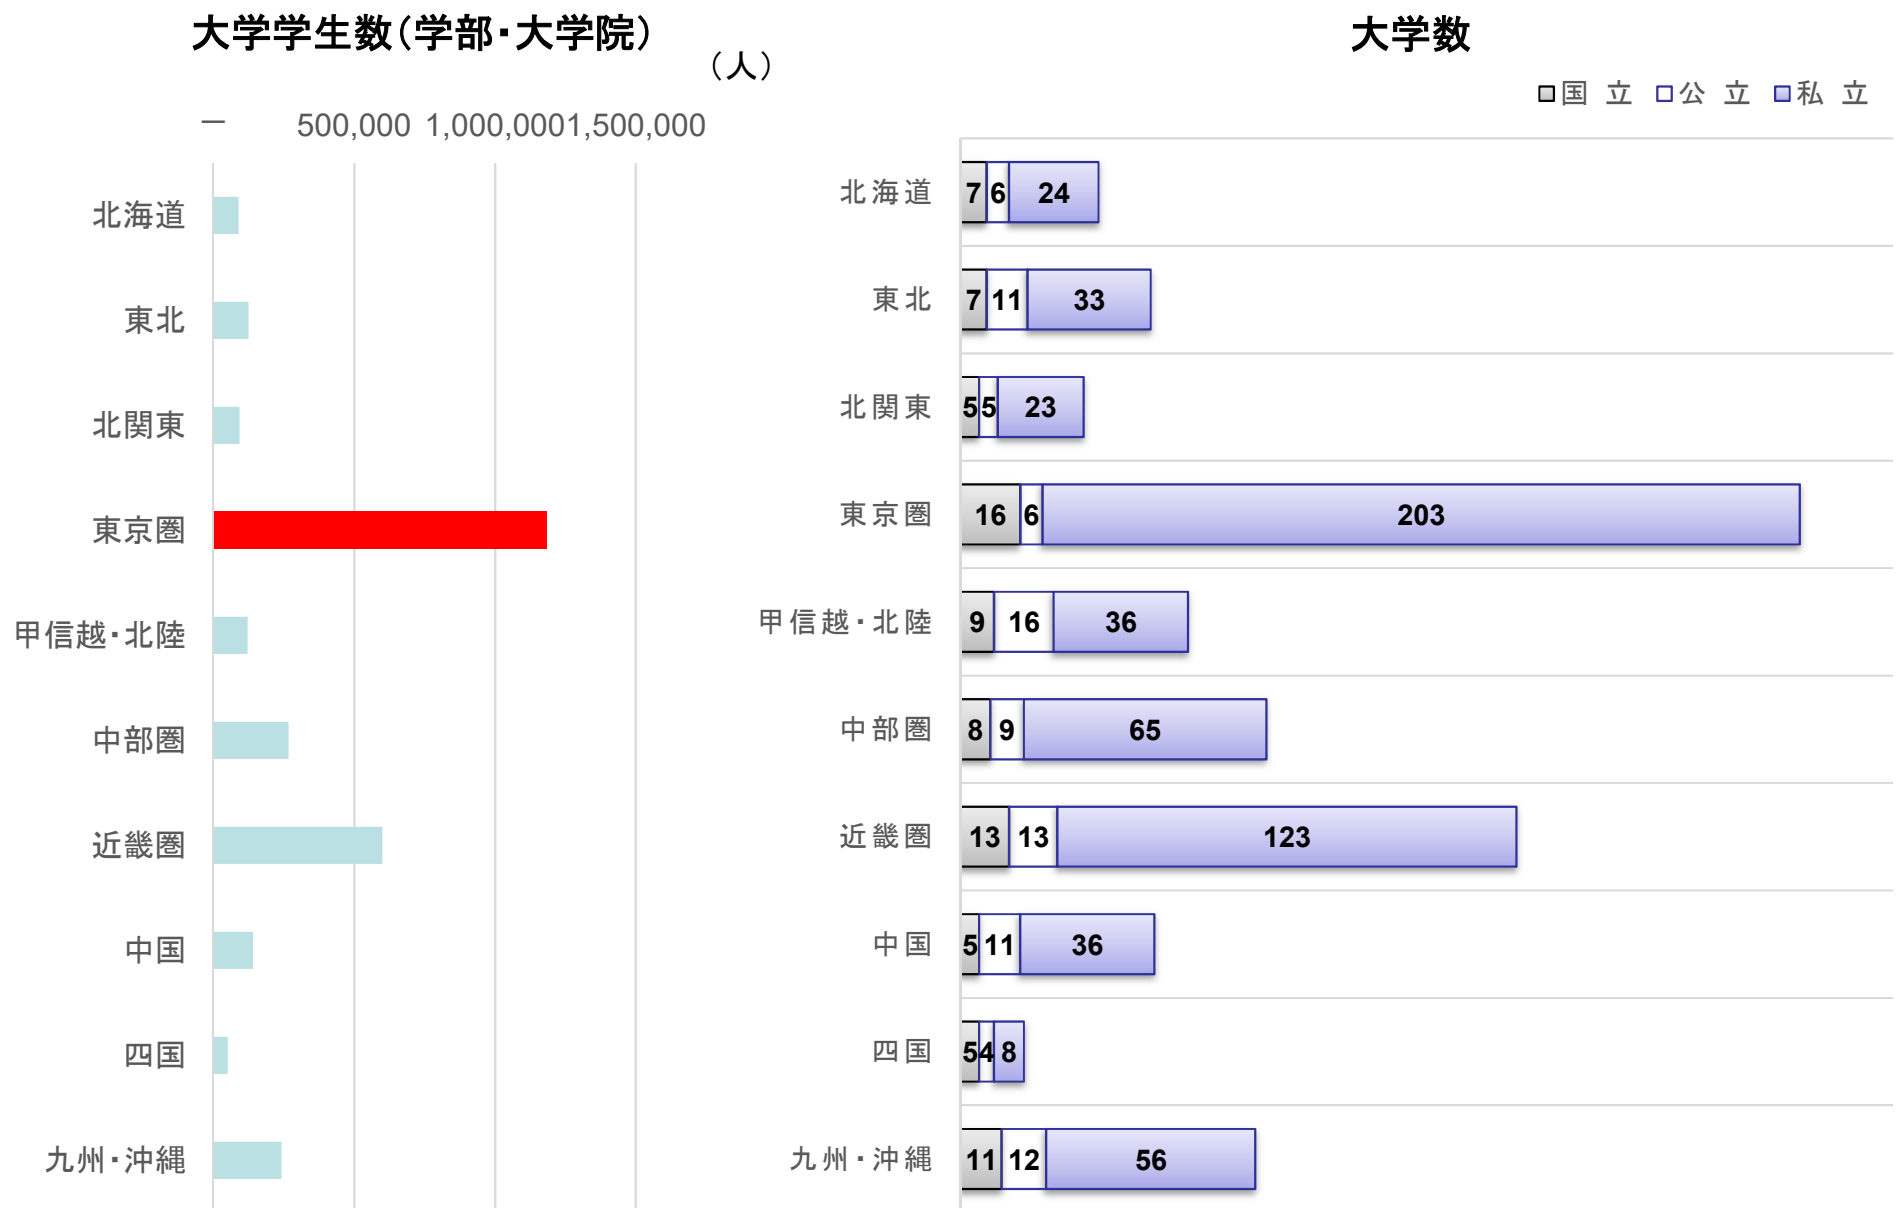 大学学生数(学部・大学院)
(人)
― 500,000 1,000,000 1,500,000
北海道
東北
北関東
東京圏
甲信越・北陸
中部圏
近畿圏
中国
四国
九州・沖縄
大学数
国 立 公 立 私 立
北海道 7 6 24
東北 7 11 33
北関東 5 5 23
東京圏 16 6 203
甲信越・北陸 9 16 36
中部圏 8 9 65
近畿圏 13 13 123
中国 5 11 36
四国 5 4 8
九州・沖縄 11 12 56